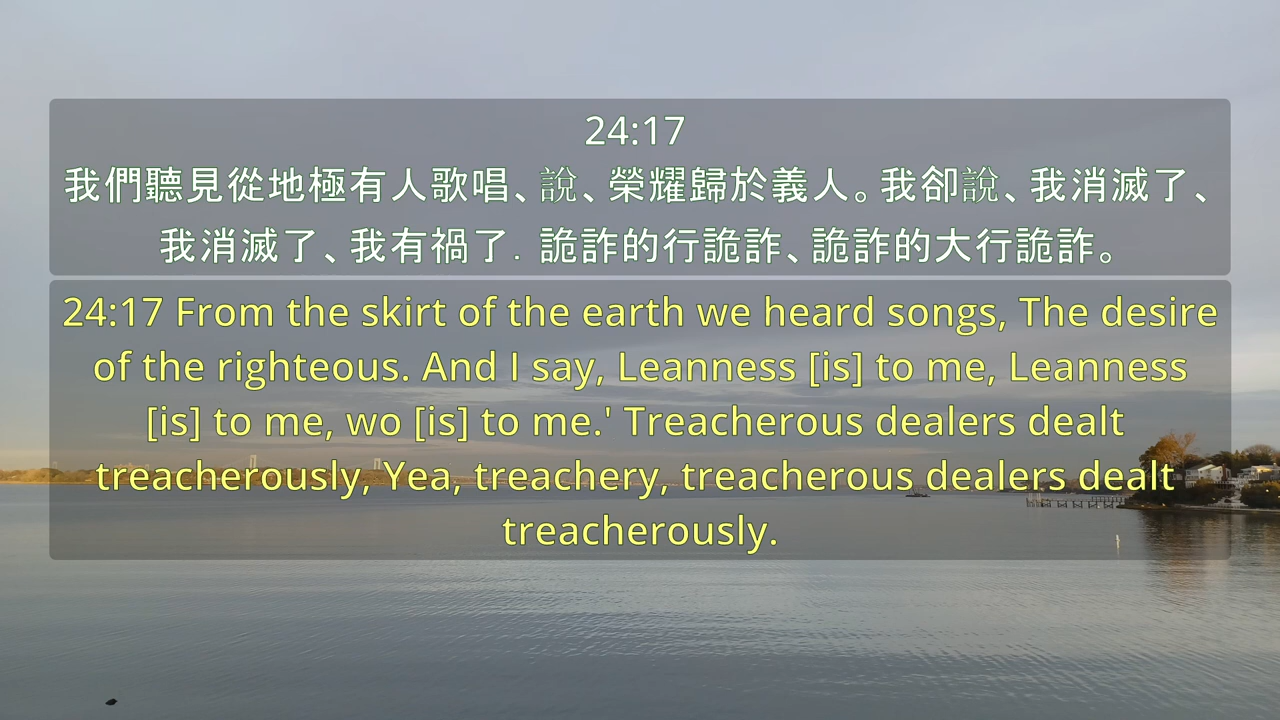 24:17
我們聽見從地極有人歌唱、說、榮耀歸於義人。我卻說、我消滅了、
我消滅了、我有禍了．詭詐的行詭詐、詭詐的大行詭詐。
24:17 From the skirt of the earth we heard songs, The desire
of the righteous. And I say, Leanness [is] to me, Leanness
[is] to me, wo [is] to me.' Treacherous dealers dealt
treacherously, Yea, treachery, treacherous dealers dealt
treacherously.